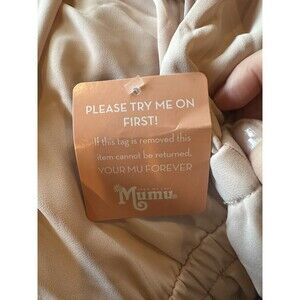 PLEASE TRY ME ON
FIRST!
If this tag is removed this
item cannot be returned.
YOUR MU FOREVER
Mumu